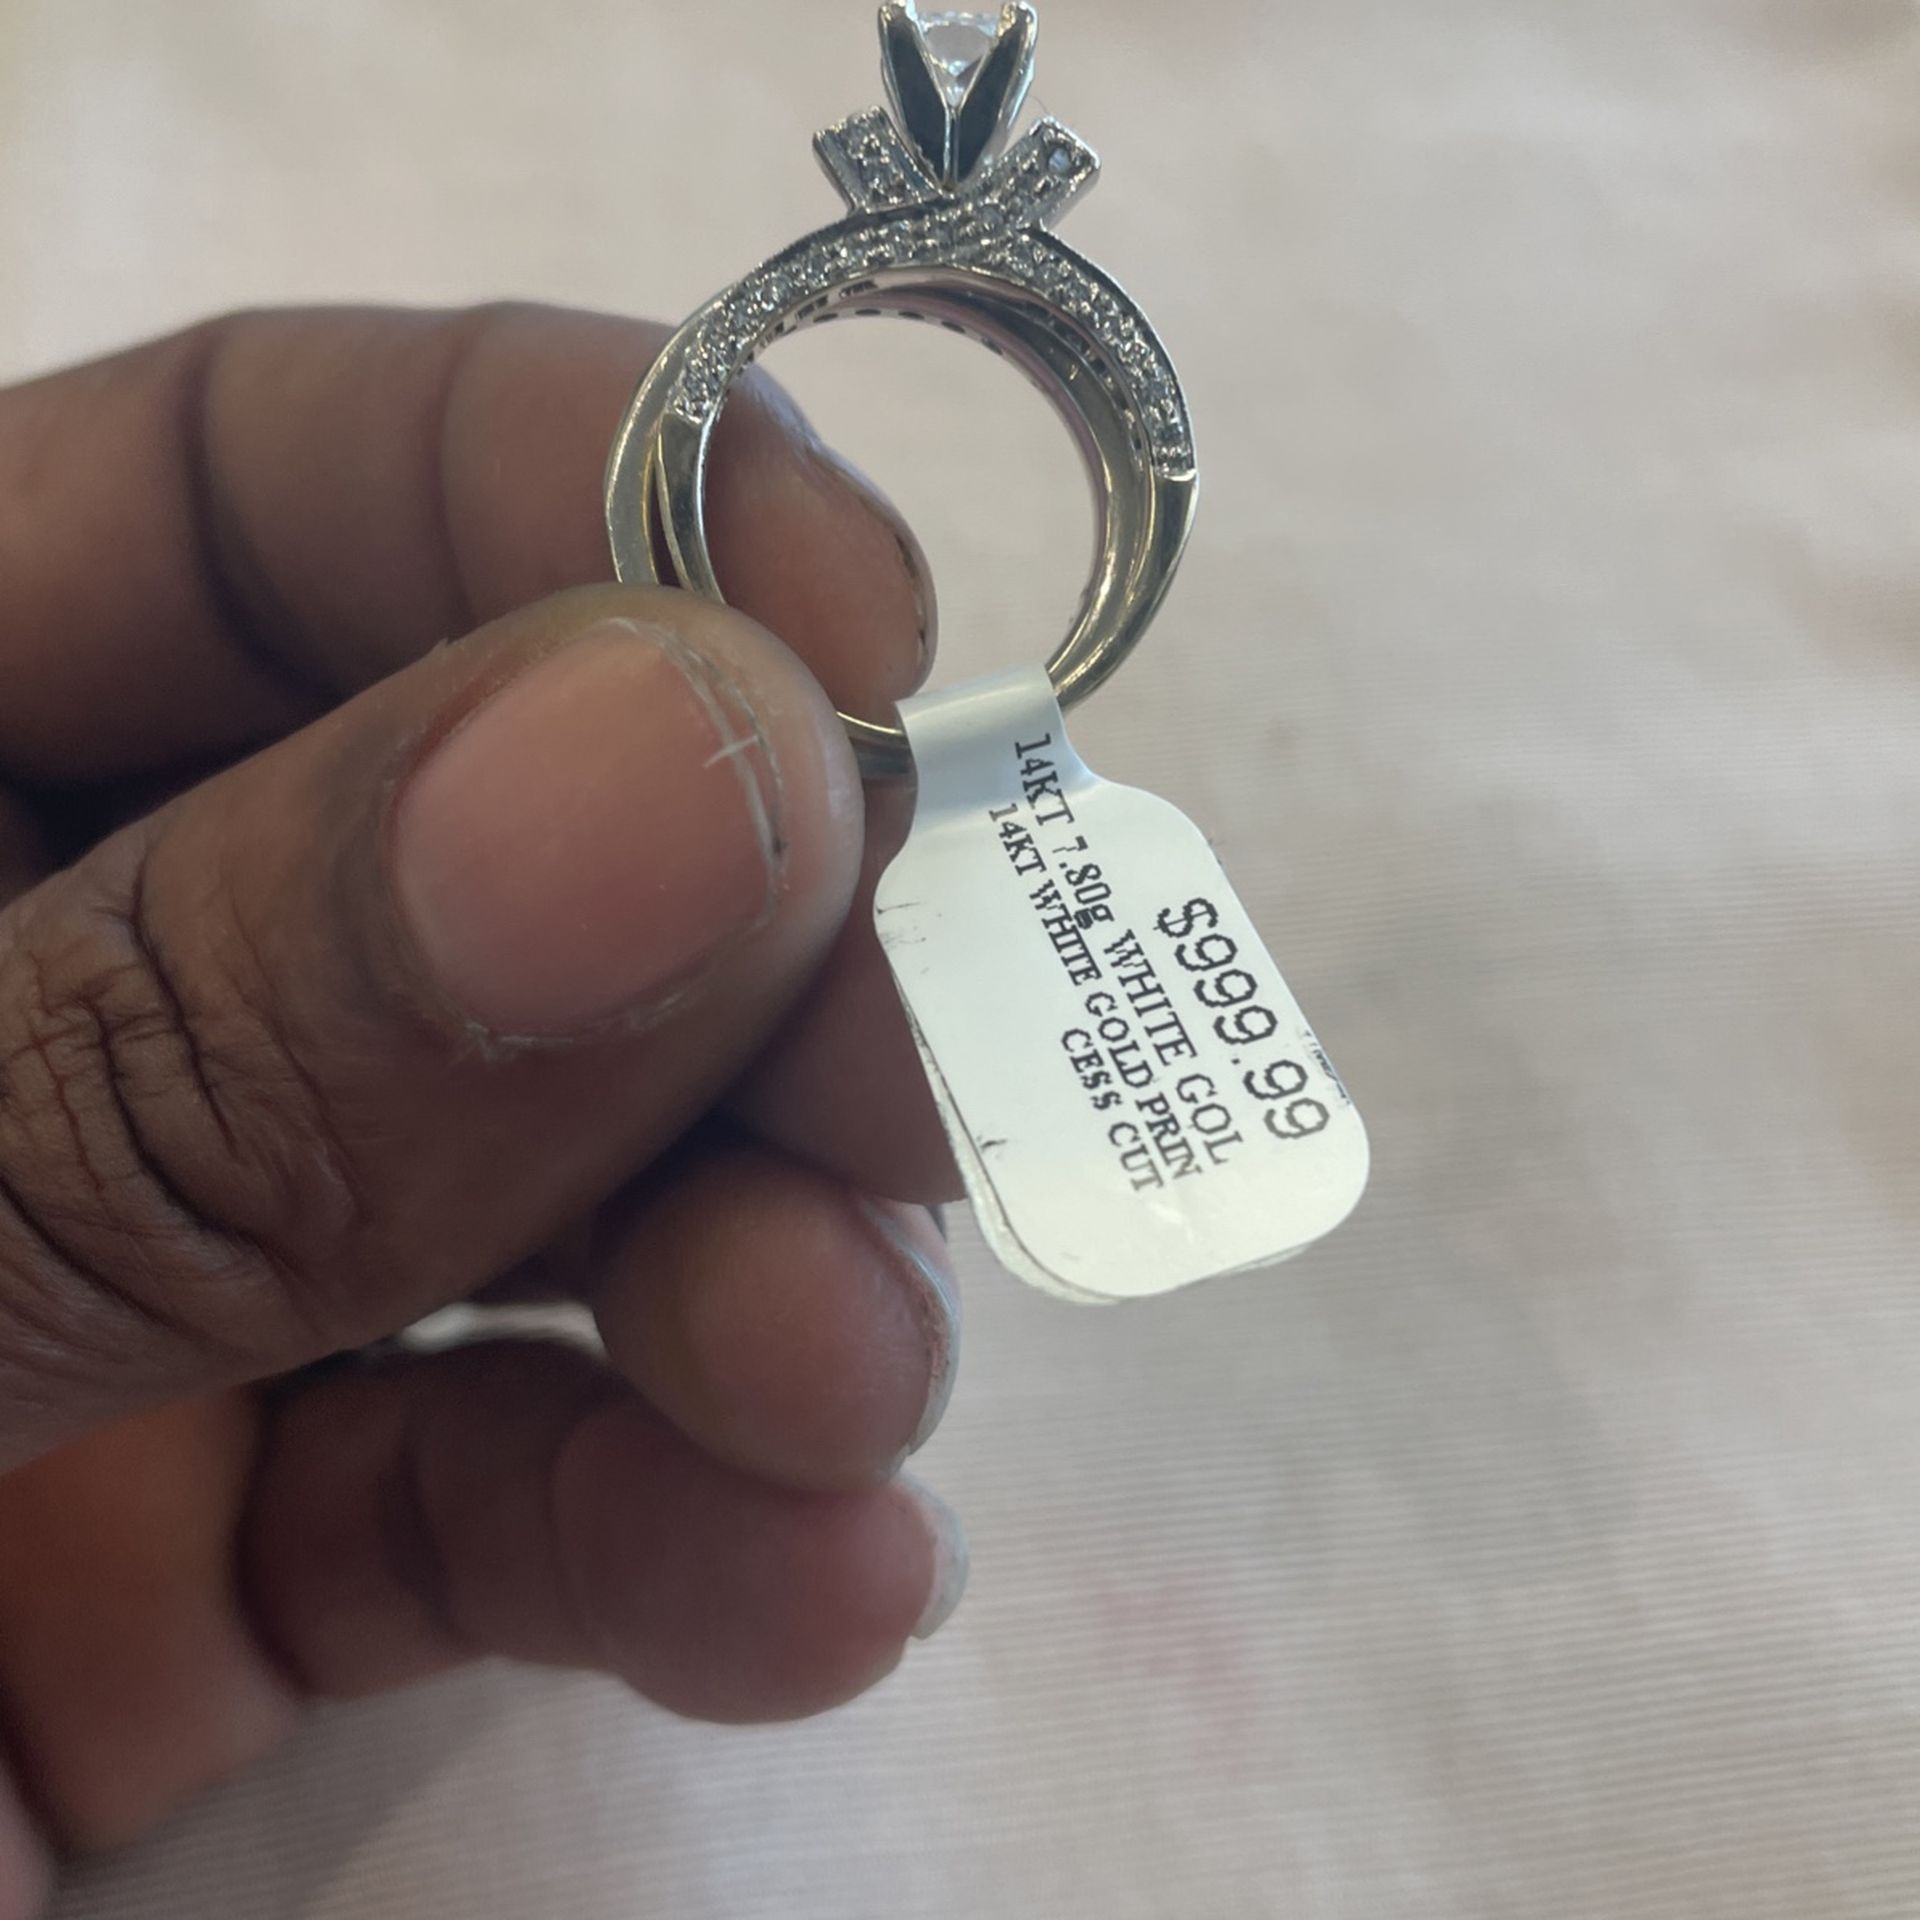 $999.99
14KT 7.80g WHITE GOL
14KT WHITE GOLD PRIN
CESS CUT